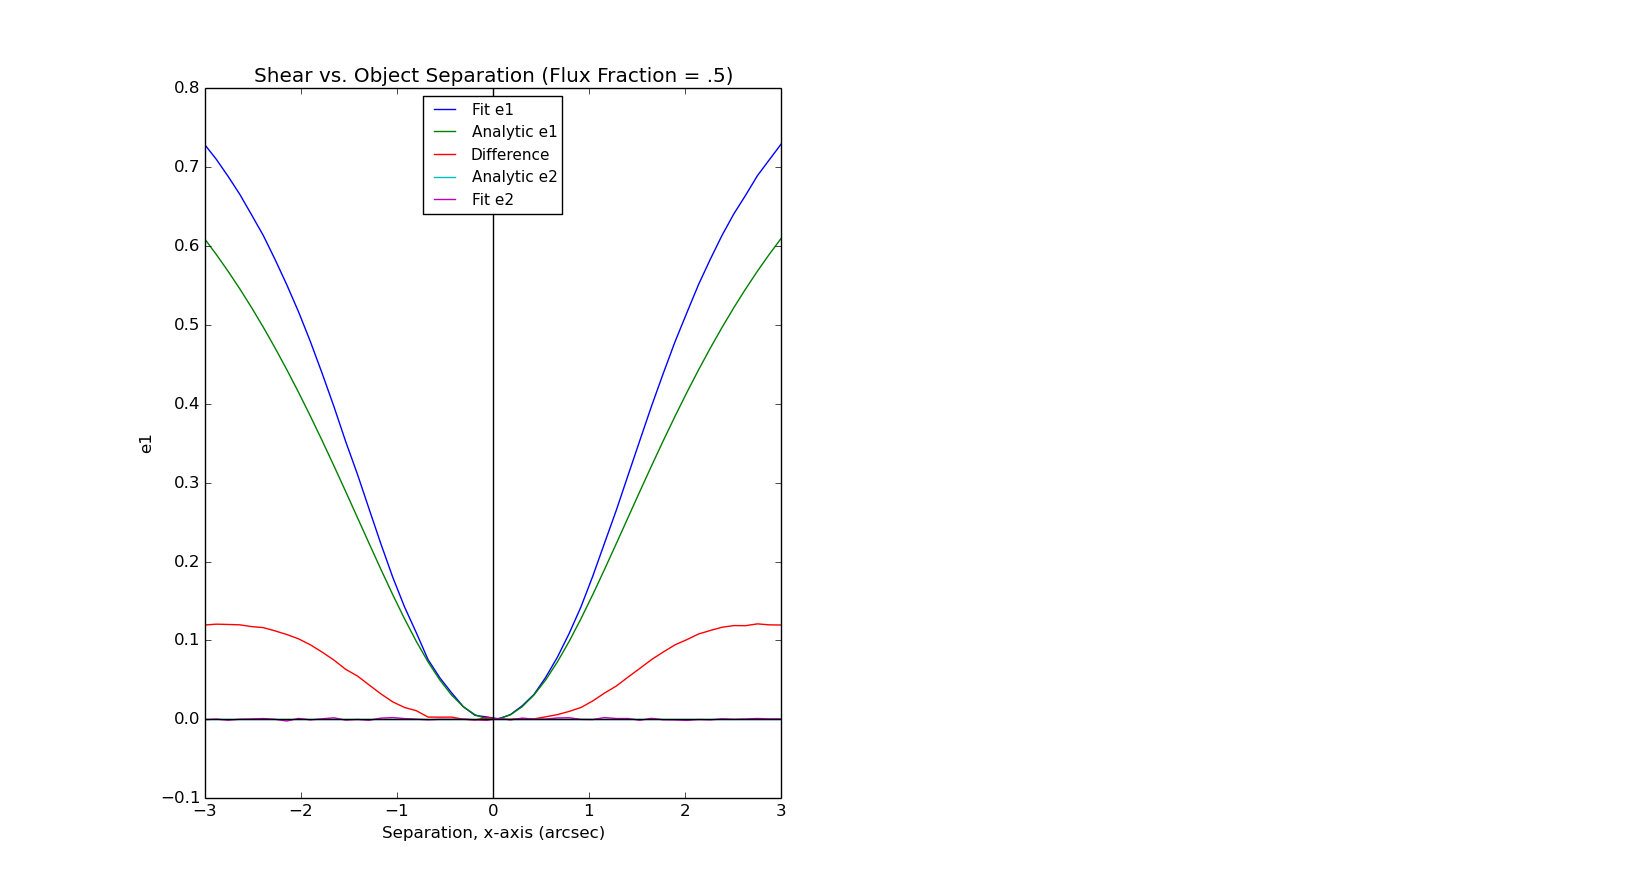 Shear vs. Object Separation (Flux Fraction = .5)
0.8
0.7
0.6
0.5
0.4
0.3
0.2
0.1
0.0
−0.1
e1
Fit e1
Analytic e1
Difference
Analytic e2
Fit e2
−3 −2 −1 0 1 2 3
Separation, x-axis (arcsec)